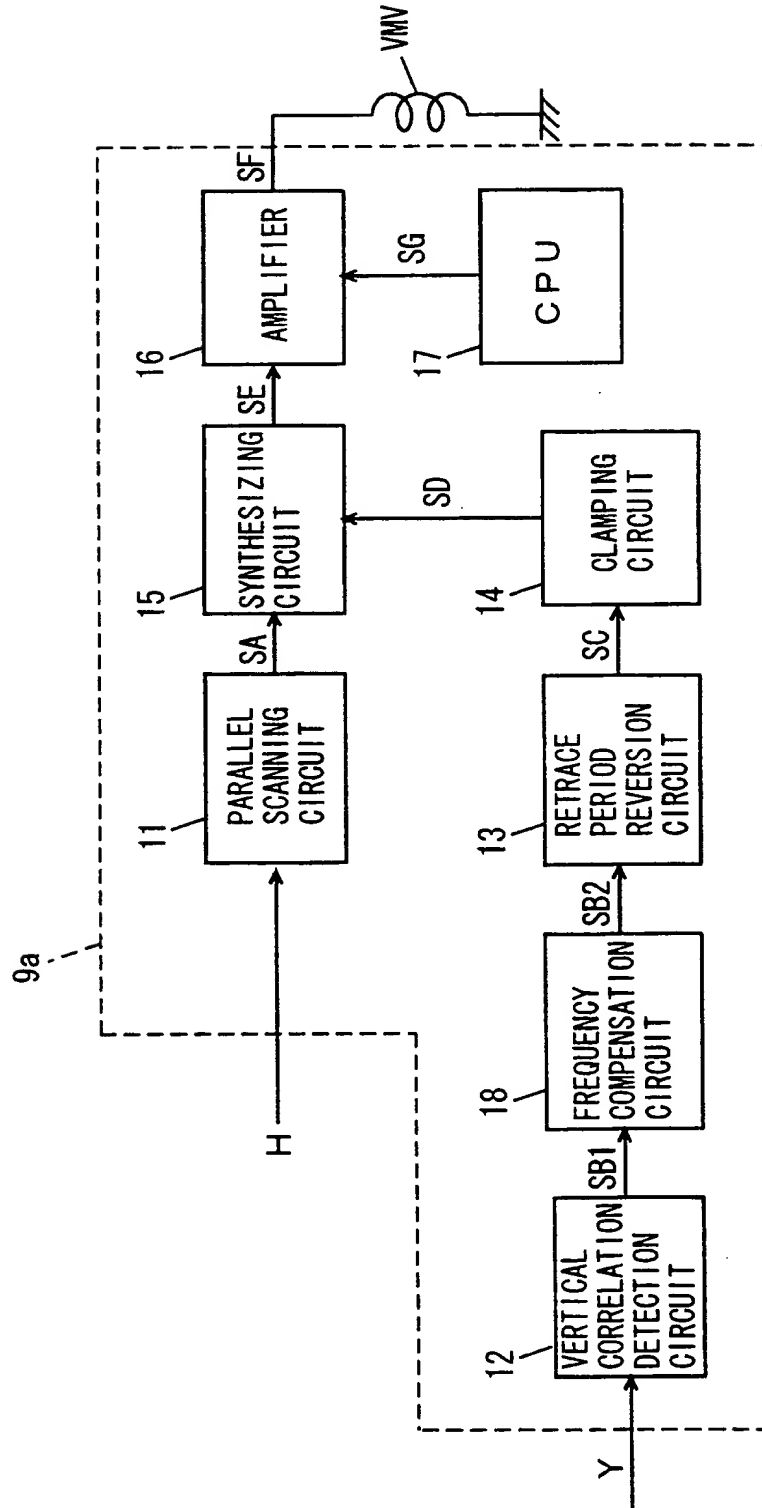 9a
H
11
PARALLEL
SCANNING
CIRCUIT
SA
15
SYNTHESIZING
CIRCUIT
SE
16
AMPLIFIER
SF
VMV
SG
17
CPU
SD
Y
12
VERTICAL
CORRELATION
DETECTION
CIRCUIT
SB1
18
FREQUENCY
COMPENSATION
CIRCUIT
SB2
13
RETRACE
PERIOD
REVERSION
CIRCUIT
SC
14
CLAMPING
CIRCUIT